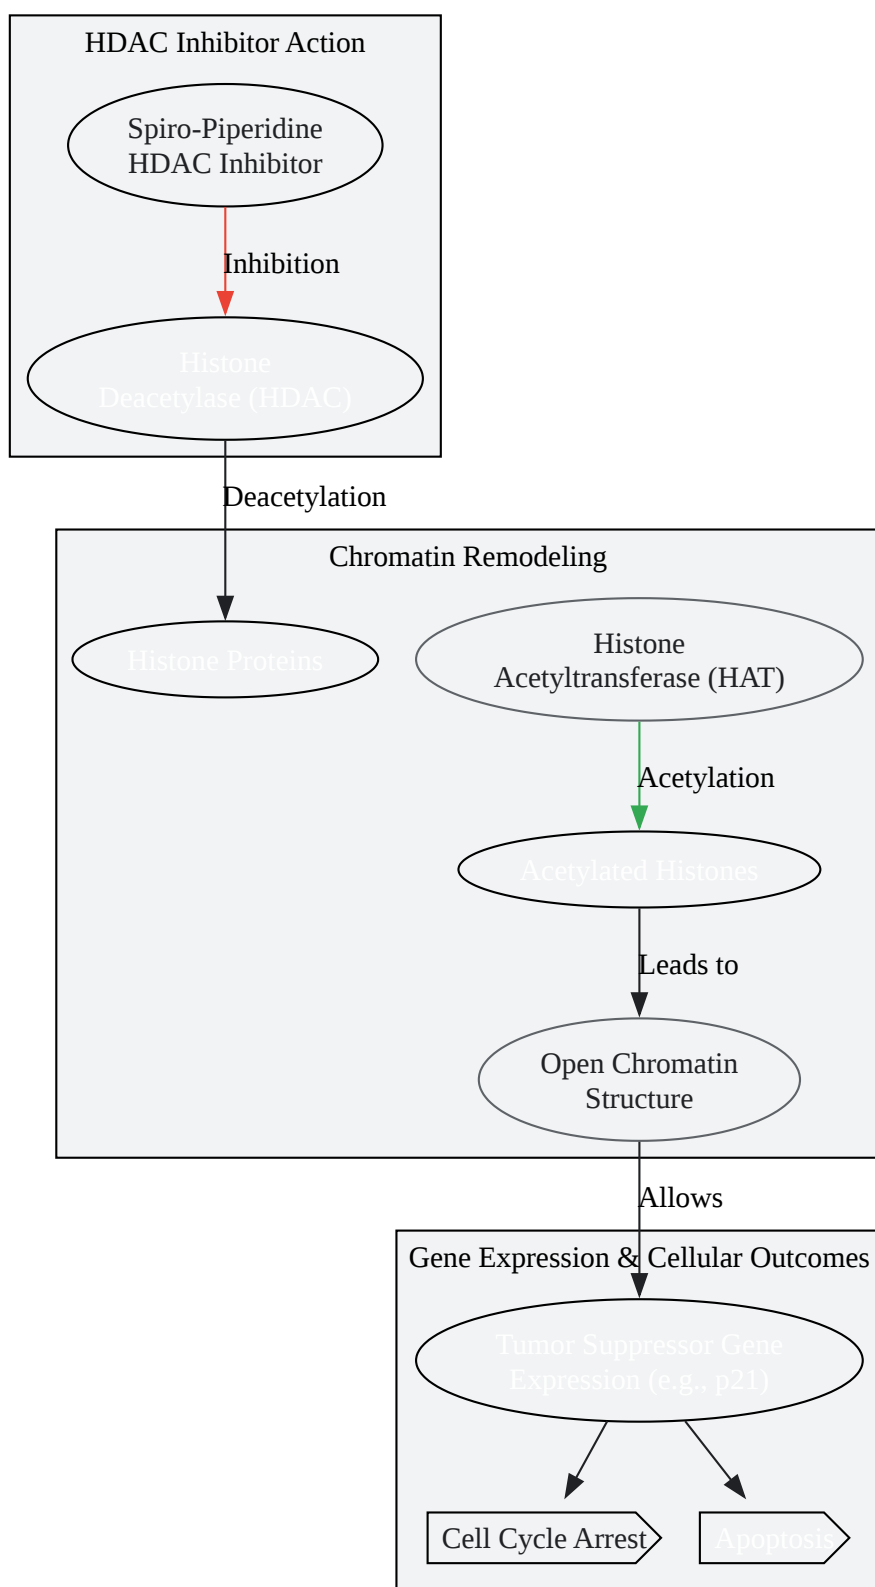 HDAC Inhibitor Action
Spiro-Piperidine
HDAC Inhibitor
Inhibition
Histone
Deacetylase (HDAC)
Deacetylation
Chromatin Remodeling
Histone Proteins
Histone
Acetyltransferase (HAT)
Acetylation
Acetylated Histones
Leads to
Open Chromatin
Structure
Allows
Gene Expression & Cellular Outcomes
Tumor Suppressor Gene
Expression (e.g., p21)
Cell Cycle Arrest
Apoptosis